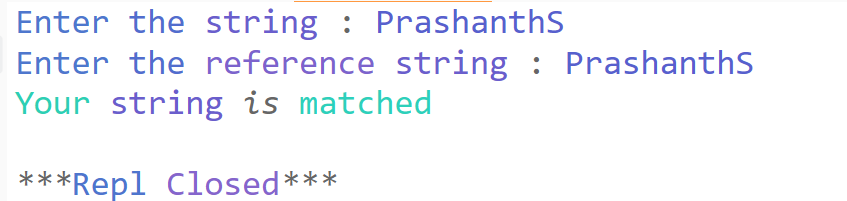 Enter the string : PrashanthS
Enter the reference string : PrashanthS
Your string is matched
***Repl Closed***